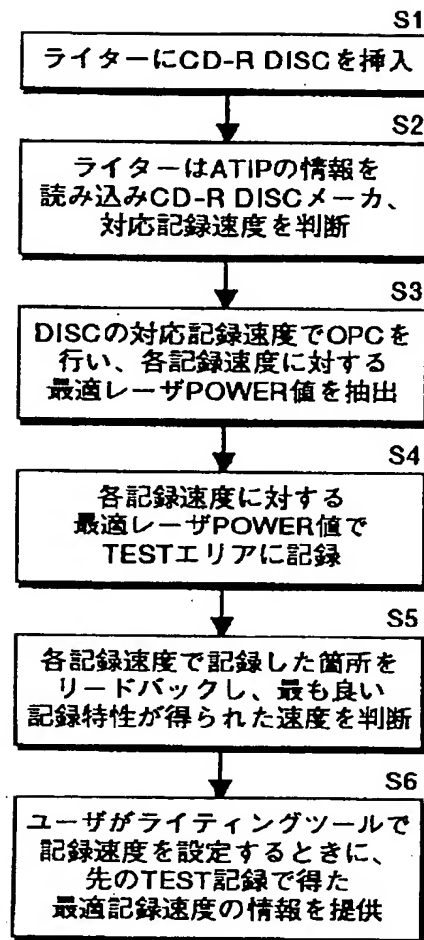 S1
ライターにCD-R DISCを挿入
S2
ライターはATIPの情報を
読み込みCD-R DISCメーカ、
対応記録速度を判断
S3
DISCの対応記録速度でOPCを
行い、各記録速度に対する
最適レーザPOWER値を抽出
S4
各記録速度に対する
最適レーザPOWER値で
TESTエリアに記録
S5
各記録速度で記録した箇所を
リードバックし、最も良い
記録特性が得られた速度を判断
S6
ユーザがライティングツールで
記録速度を設定するときに、
先のTEST記録で得た
最適記録速度の情報を提供